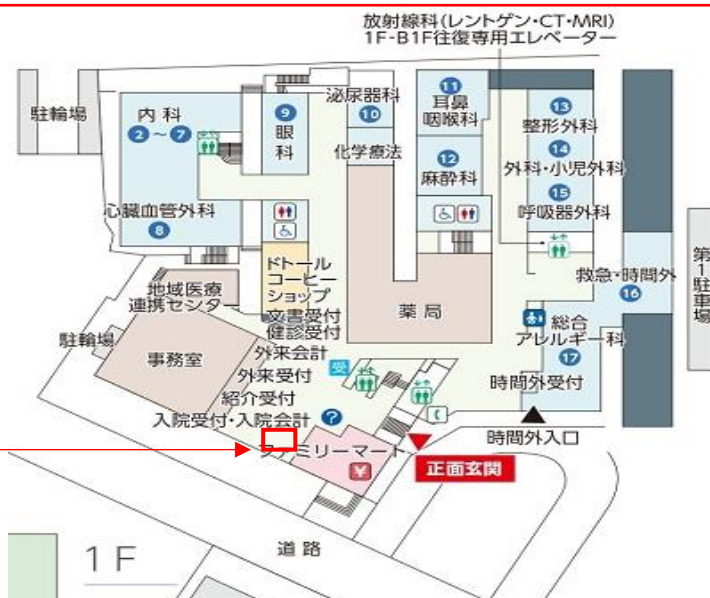 放射線科(レントゲン・CT・MRI)
1F-B1F往復専用エレベーター
駐輪場
内科
2~7
9
眼科
泌尿器科
10
化学療法
11
耳鼻
咽喉科
12
麻酔科
13
整形外科
14
外科・小児外科
15
呼吸器外科
心臓血管外科
8
ドトール
コーヒー
ショップ
文書受付
健診受付
外来会計
外来受付
紹介受付
入院受付・入院会計
地域医療
連携センター
駐輪場
事務室
薬局
救急・時間外
16
第1駐車場
総合
アレルギー科
17
時間外受付
受
?
時間外入口
ファミリーマート
¥
正面玄関
道路
1F